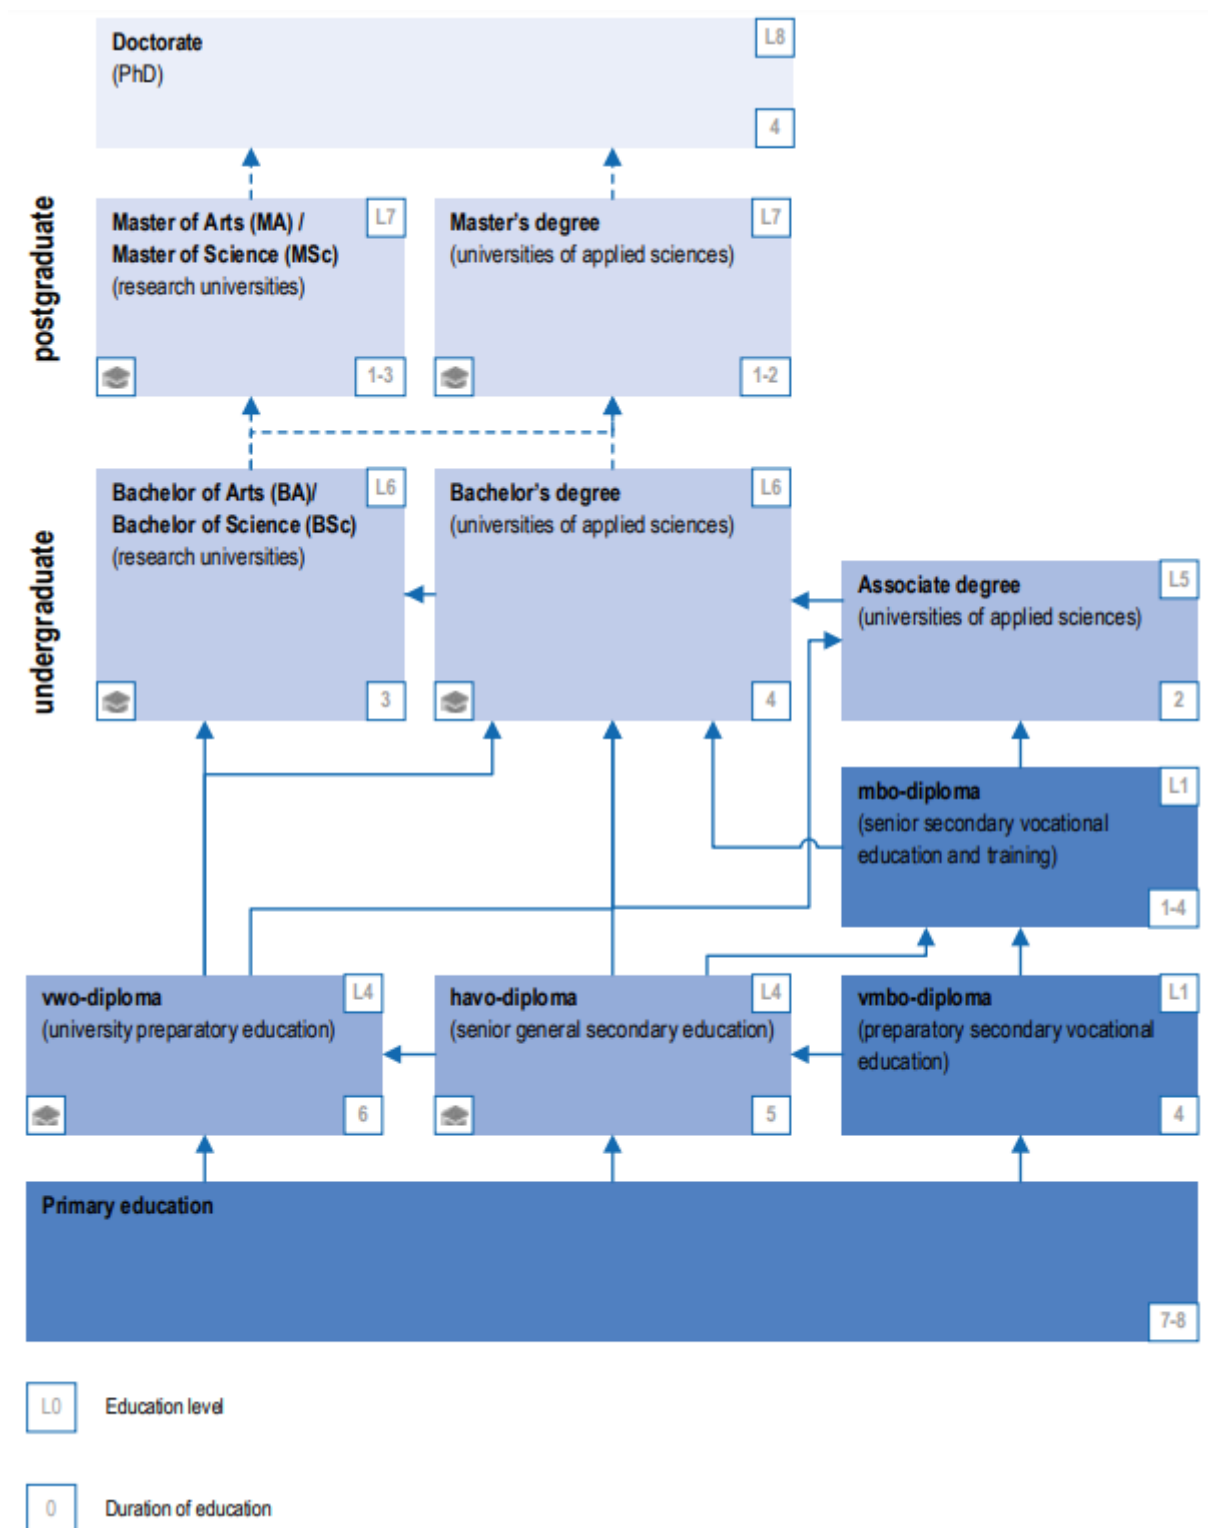 Doctorate
(PhD)
L8
4
postgraduate
Master of Arts (MA) /
Master of Science (MSc)
(research universities)
L7
1-3
Master's degree
(universities of applied sciences)
L7
1-2
undergraduate
Bachelor of Arts (BA)/
Bachelor of Science (BSc)
(research universities)
L6
3
Bachelor's degree
(universities of applied sciences)
L6
4
Associate degree
(universities of applied sciences)
L5
2
mbo-diploma
(senior secondary vocational
education and training)
L1
1-4
vwo-diploma
(university preparatory education)
L4
6
havo-diploma
(senior general secondary education)
L4
5
vmbo-diploma
(preparatory secondary vocational
education)
L1
4
Primary education
7-8
L0
Education level
0
Duration of education